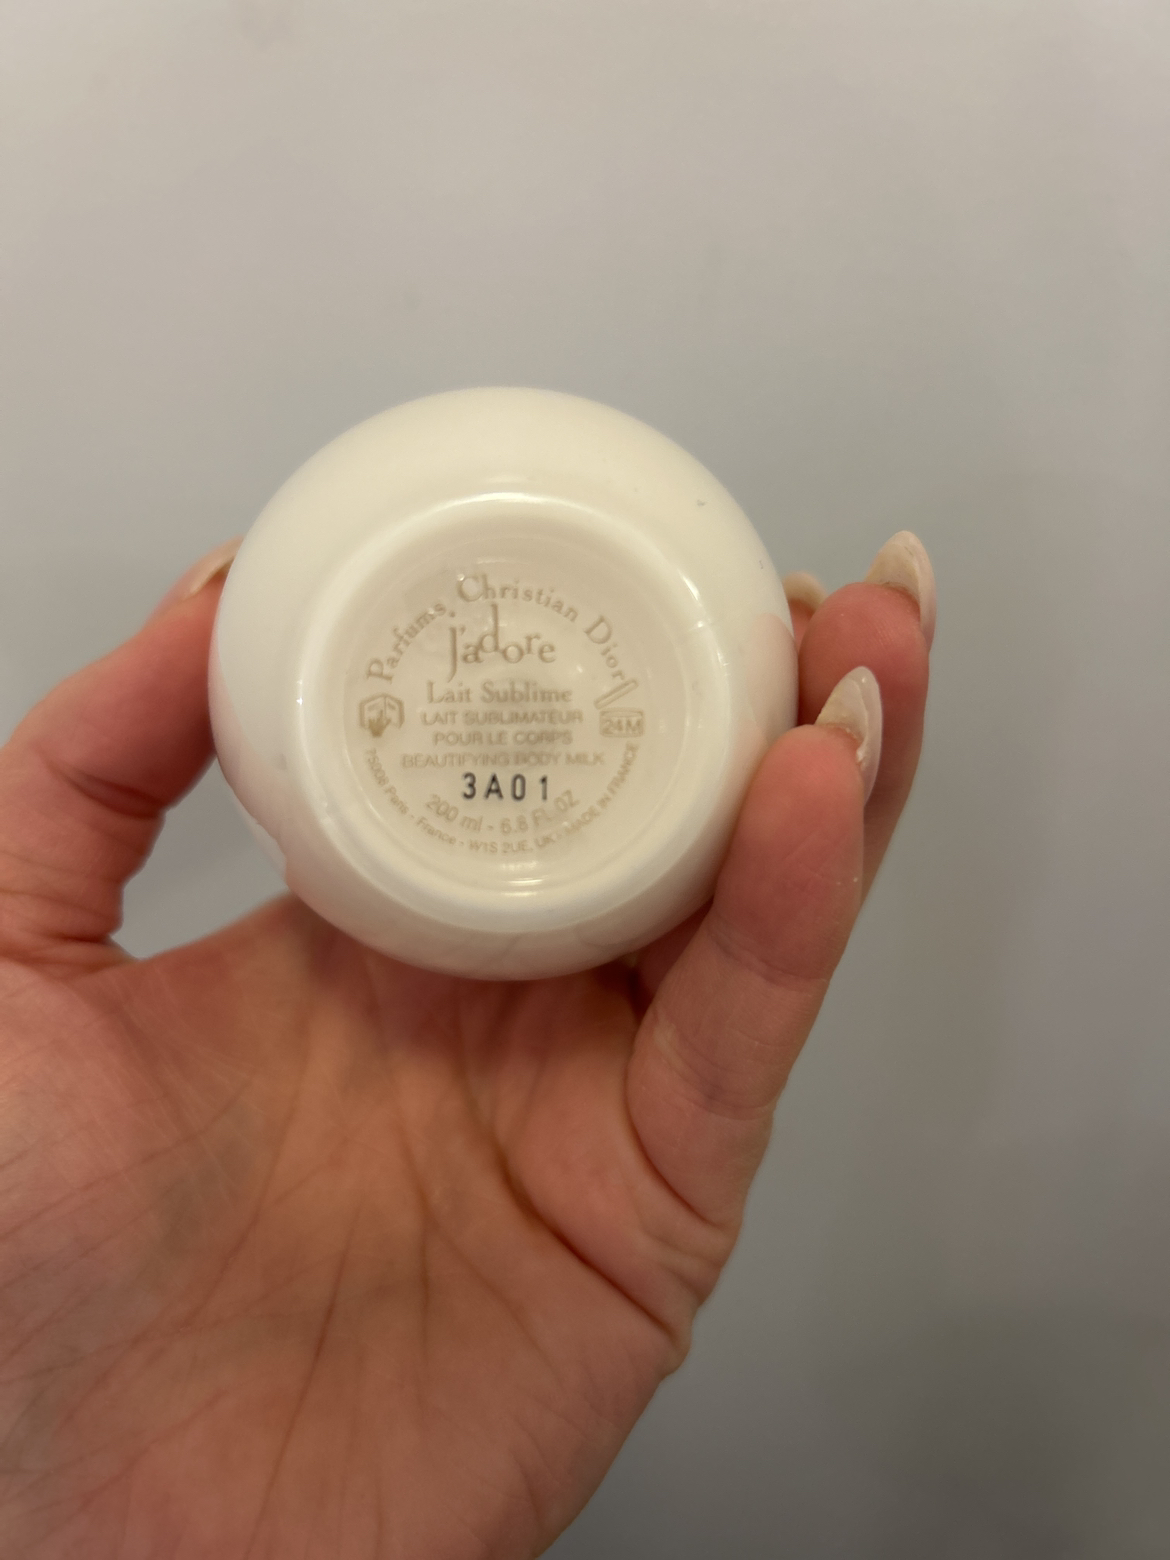 Parfums Christian Dior
J'adore
Lait Sublime
LAIT SUBLIMATEUR
POUR LE CORPS
BEAUTIFYING BODY MILK
24M
3A01
200 ml - 6.8 FL.OZ
75008 Paris - France • W1S 2UE, UK • MADE IN FRANCE